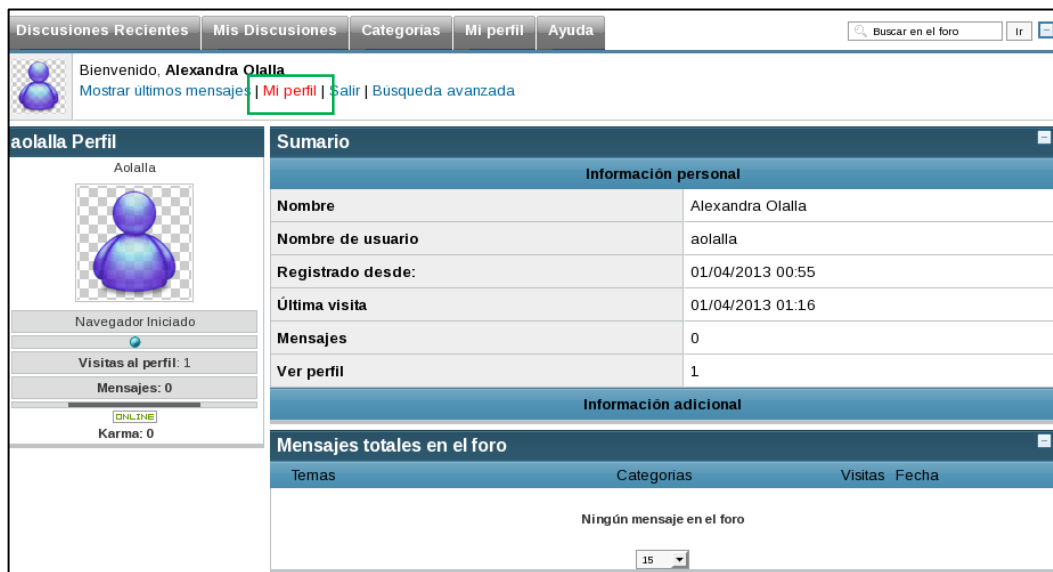 Discusiones Recientes Mis Discusiones Categorías Mi perfil Ayuda Buscar en el foro Ir
Bienvenido, Alexandra Olalla
Mostrar últimos mensajes | Mi perfil | Salir | Búsqueda avanzada
aolalla Perfil
Aolalla
Navegador Iniciado
Visitas al perfil: 1
Mensajes: 0
ONLINE
Karma: 0
Sumario
Información personal
Nombre Alexandra Olalla
Nombre de usuario aolalla
Registrado desde: 01/04/2013 00:55
Última visita 01/04/2013 01:16
Mensajes 0
Ver perfil 1
Información adicional
Mensajes totales en el foro
Temas Categorías Visitas Fecha
Ningún mensaje en el foro
15